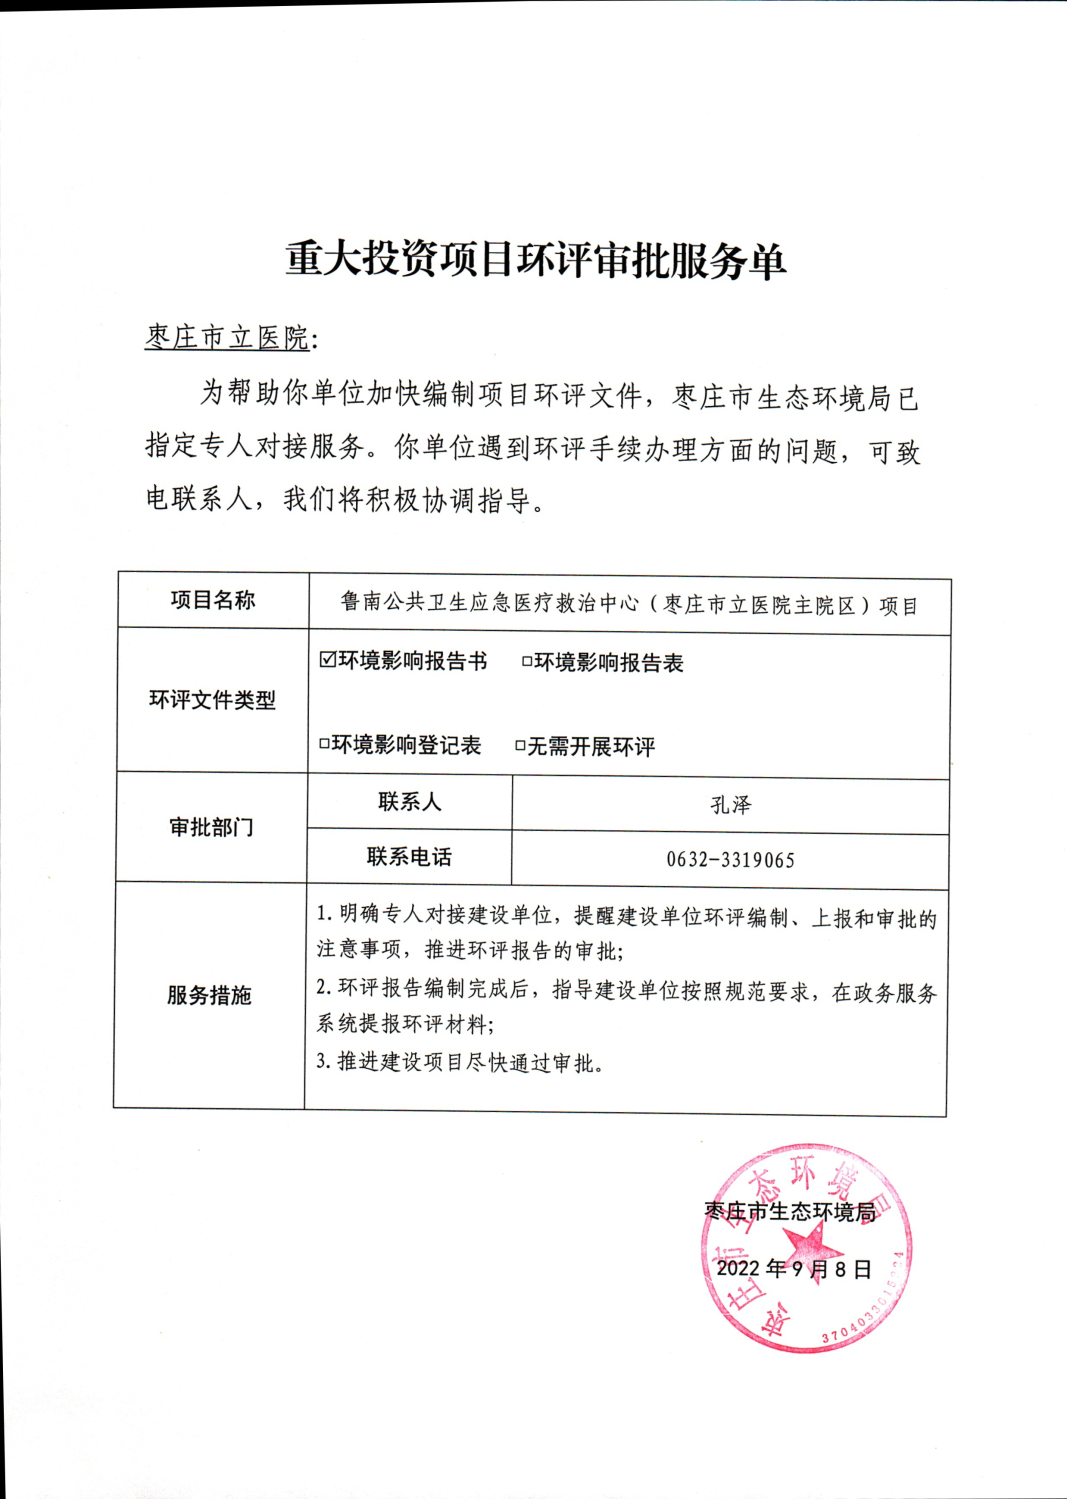 重大投资项目环评审批服务单
枣庄市立医院:
为帮助你单位加快编制项目环评文件，枣庄市生态环境局已
指定专人对接服务。你单位遇到环评手续办理方面的问题，可致
电联系人，我们将积极协调指导。
项目名称
鲁南公共卫生应急医疗救治中心（枣庄市立医院主院区）项目
环评文件类型
☑环境影响报告书 □环境影响报告表
□环境影响登记表 □无需开展环评
审批部门
联系人
孔泽
联系电话
0632-3319065
服务措施
1. 明确专人对接建设单位，提醒建设单位环评编制、上报和审批的
注意事项，推进环评报告的审批；
2. 环评报告编制完成后，指导建设单位按照规范要求，在政务服务
系统提报环评材料；
3. 推进建设项目尽快通过审批。
枣庄市生态环境局
2022 年 9 月 8 日
枣庄市生态环境局